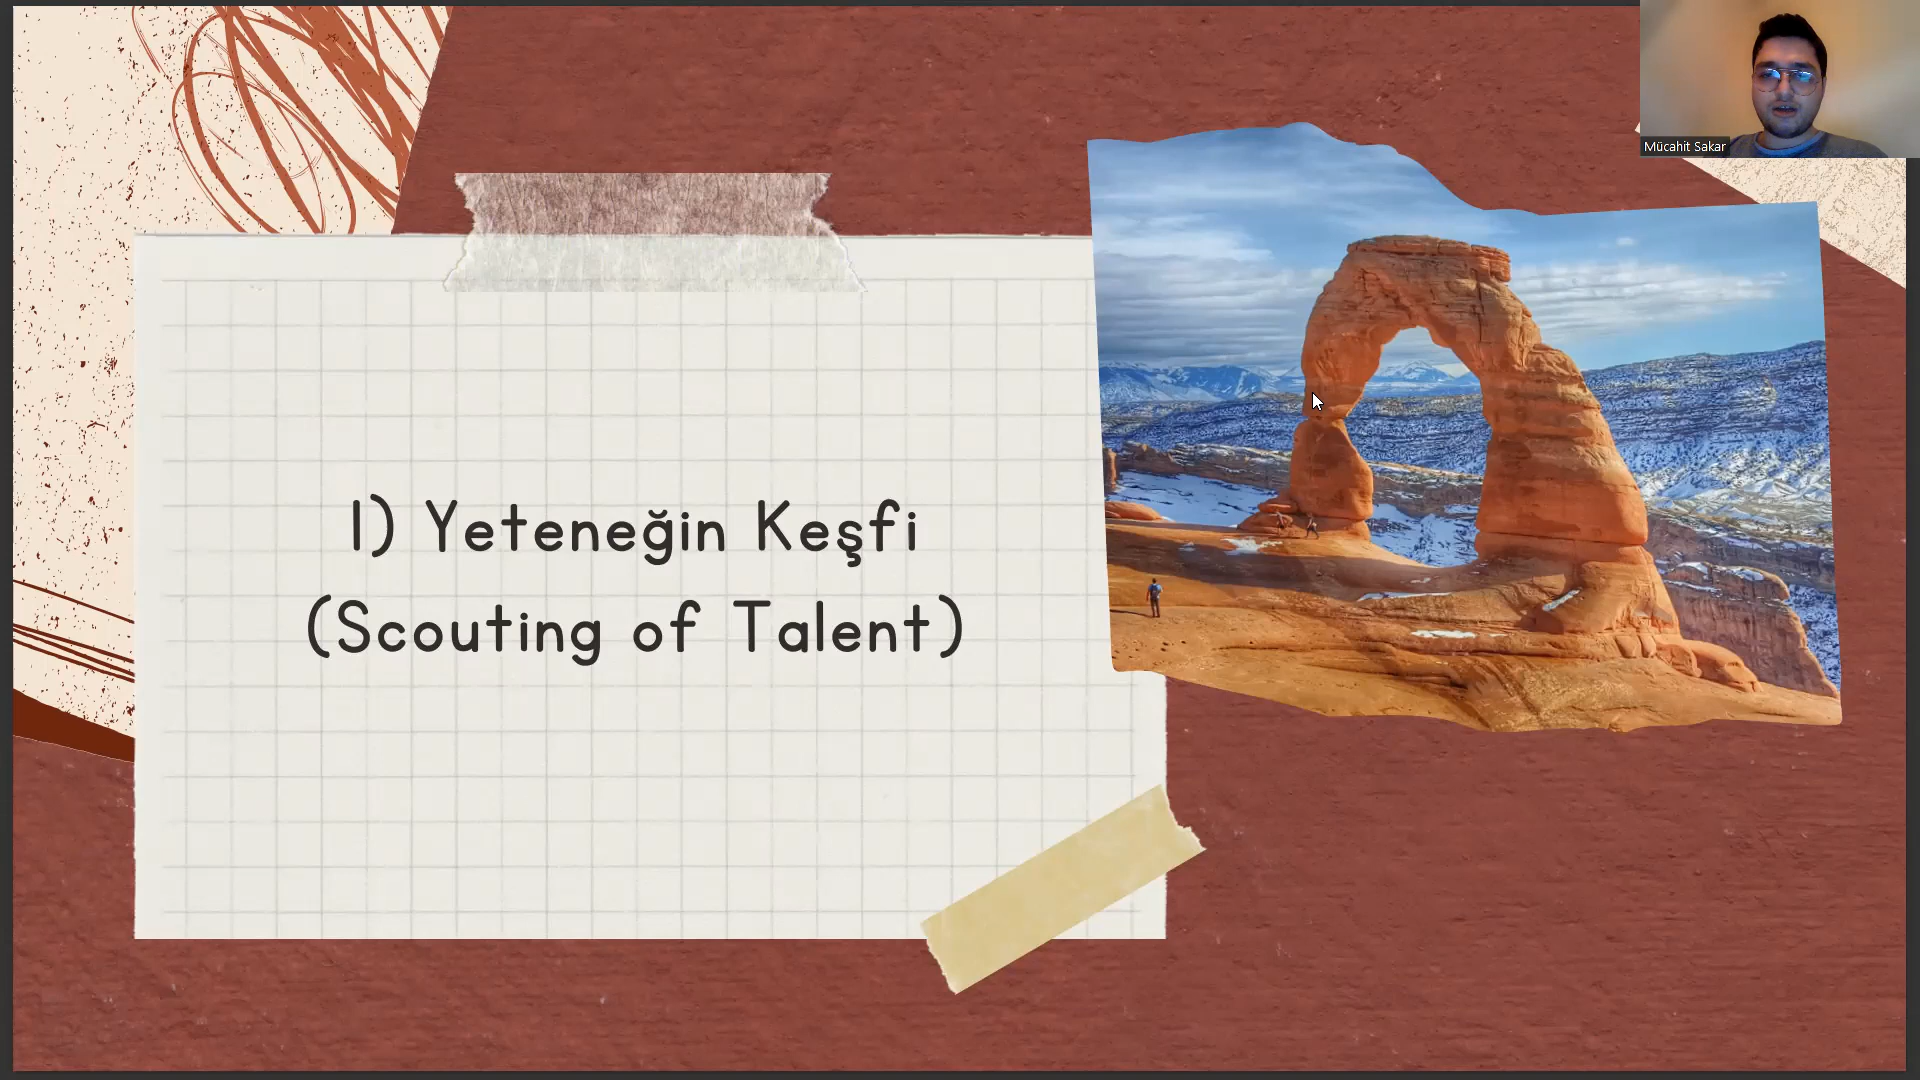 1) Yeteneğin Keşfi
(Scouting of Talent)
Mücahit Sakar